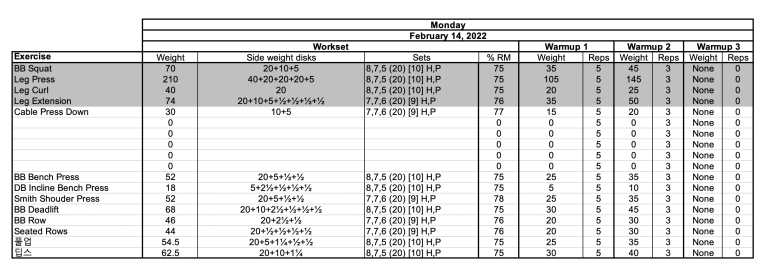 Monday
February 14, 2022
Workset Warmup 1 Warmup 2 Warmup 3
Exercise Weight Side weight disks Sets % RM Weight Reps Weight Reps Weight Reps
BB Squat 70 20+10+5 8,7,5 (20) [10] H,P 75 35 5 45 3 None 0
Leg Press 210 40+20+20+20+5 8,7,5 (20) [10] H,P 75 105 5 145 3 None 0
Leg Curl 40 20 8,7,5 (20) [10] H,P 75 20 5 25 3 None 0
Leg Extension 74 20+10+5+½+½+½+½ 7,7,6 (20) [9] H,P 76 35 5 50 3 None 0
Cable Press Down 30 10+5 7,7,6 (20) [9] H,P 77 15 5 20 3 None 0
0 0 0 5 0 3 None 0
0 0 0 5 0 3 None 0
0 0 0 5 0 3 None 0
0 0 0 5 0 3 None 0
0 0 0 5 0 3 None 0
BB Bench Press 52 20+5+½+½ 8,7,5 (20) [10] H,P 75 25 5 35 3 None 0
DB Incline Bench Press 18 5+2½+½+½+½ 8,7,5 (20) [10] H,P 75 5 5 10 3 None 0
Smith Shouder Press 52 20+5+½+½ 7,7,6 (20) [9] H,P 78 25 5 35 3 None 0
BB Deadlift 68 20+10+2½+½+½+½ 8,7,5 (20) [10] H,P 75 30 5 45 3 None 0
BB Row 46 20+2½+½ 7,7,6 (20) [9] H,P 76 20 5 30 3 None 0
Seated Rows 44 20+½+½+½+½ 7,7,6 (20) [9] H,P 76 20 5 30 3 None 0
풀업 54.5 20+5+1¼+½+½ 8,7,5 (20) [10] H,P 75 25 5 35 3 None 0
딥스 62.5 20+10+1¼ 8,7,5 (20) [10] H,P 75 30 5 40 3 None 0